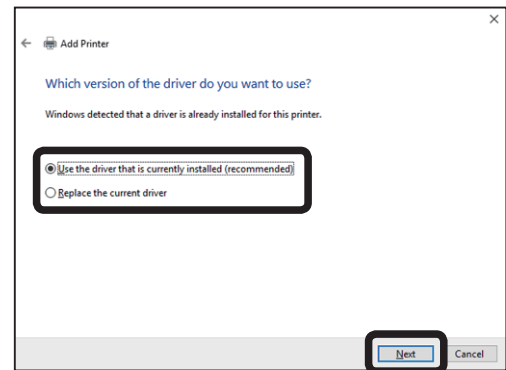 Add Printer
Which version of the driver do you want to use?
Windows detected that a driver is already installed for this printer.
Use the driver that is currently installed (recommended)
Replace the current driver
Next Cancel